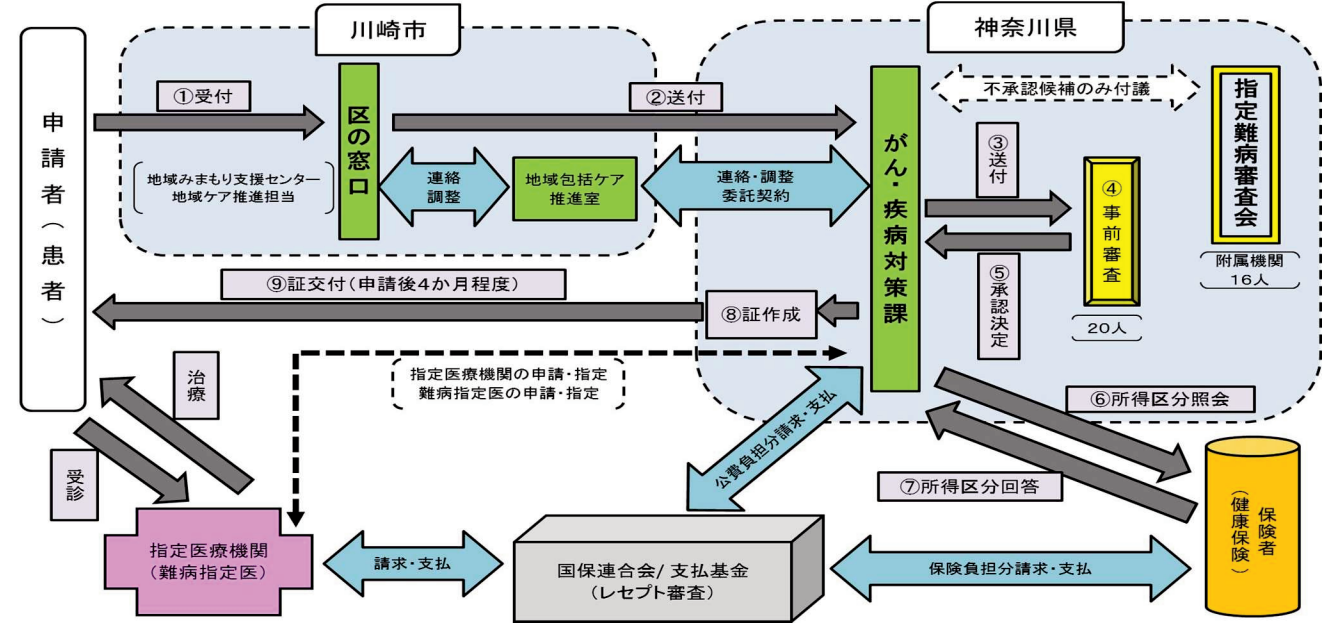 川崎市
神奈川県
申請者(患者)
①受付
区の窓口
②送付
不承認候補のみ付議
指定難病審査会
附属機関
16人
地域みまもり支援センター
地域ケア推進担当
連絡
調整
地域包括ケア
推進室
連絡・調整
委託契約
がん・疾病対策課
③送付
④事前審査
20人
⑤承認決定
⑨証交付(申請後4か月程度)
⑧証作成
指定医療機関の申請・指定
難病指定医の申請・指定
治療
受診
公費負担分請求・支払
⑥所得区分照会
⑦所得区分回答
保険者
(健康保険)
指定医療機関
(難病指定医)
請求・支払
国保連合会/支払基金
(レセプト審査)
保険負担分請求・支払